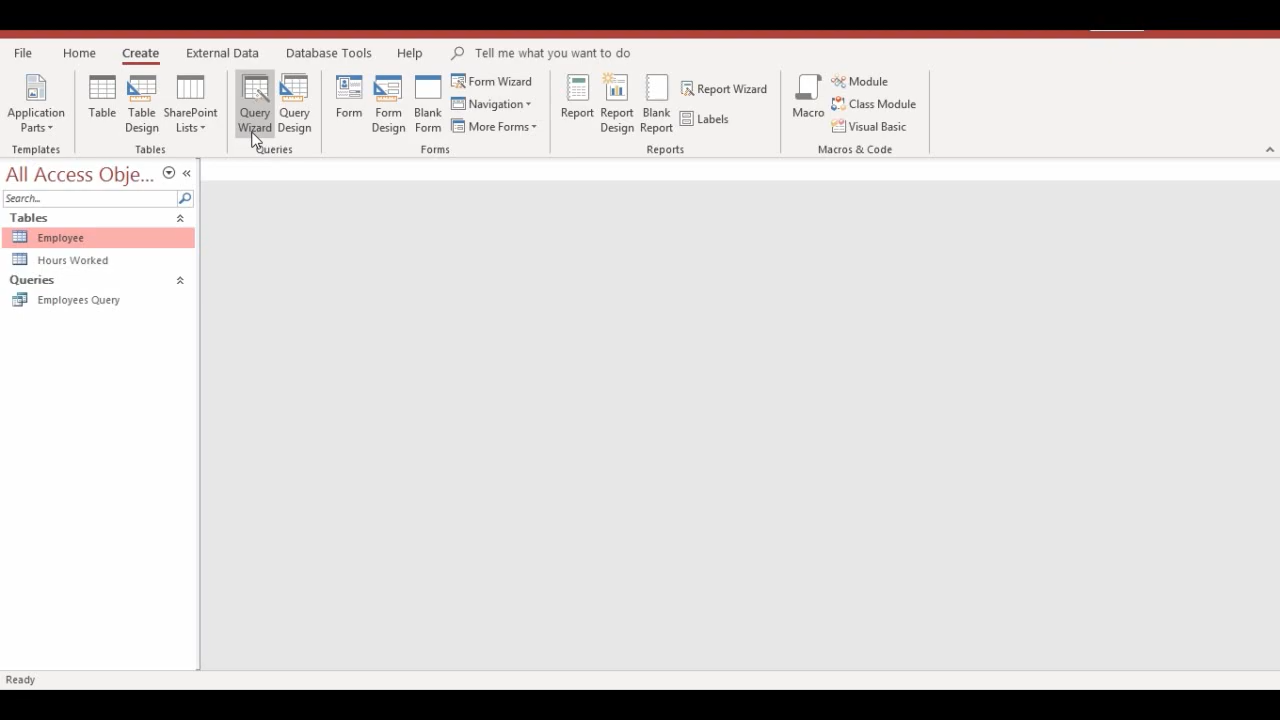 File Home Create External Data Database Tools Help Tell me what you want to do
Application Parts
Table
Table Design
SharePoint Lists
Query Wizard
Query Design
Form
Form Design
Blank Form
Form Wizard
Navigation
More Forms
Report
Report Design
Blank Report
Report Wizard
Labels
Macro
Module
Class Module
Visual Basic
Templates Tables Queries Forms Reports Macros & Code
All Access Obje...
Search...
Tables
Employee
Hours Worked
Queries
Employees Query
Ready